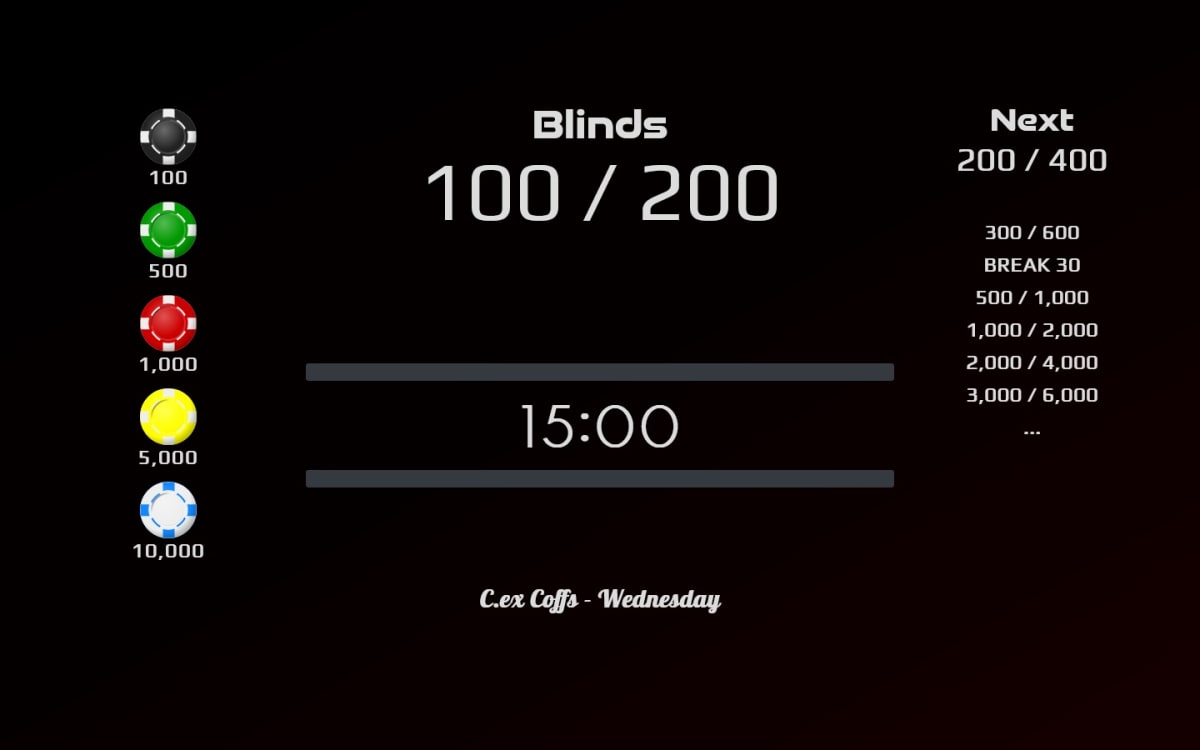 100
500
1,000
5,000
10,000
Blinds
100 / 200
15:00
C.ex Coffs - Wednesday
Next
200 / 400
300 / 600
BREAK 30
500 / 1,000
1,000 / 2,000
2,000 / 4,000
3,000 / 6,000
...